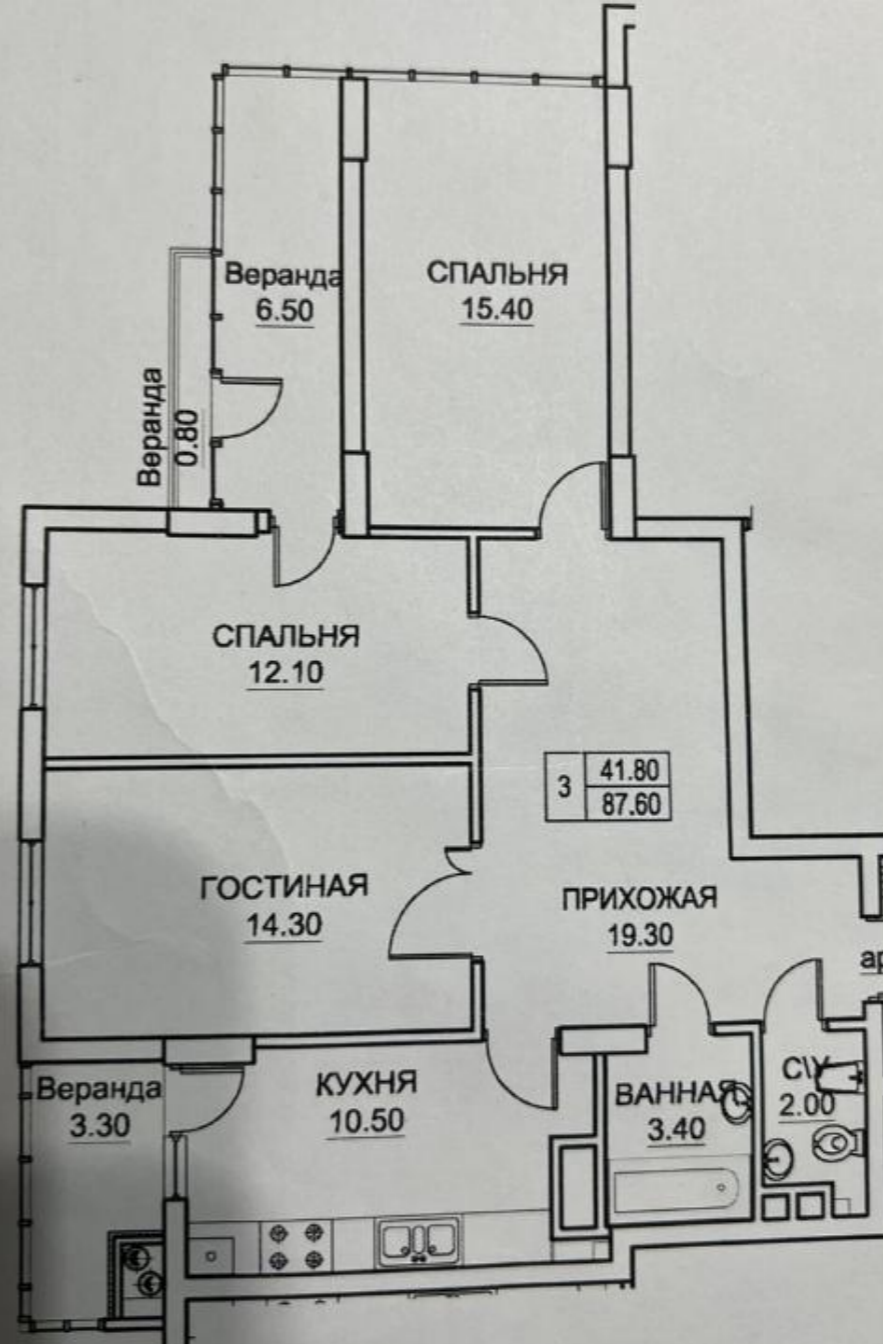 Веранда
6.50
СПАЛЬНЯ
15.40
Веранда
0.80
СПАЛЬНЯ
12.10
3
41.80
87.60
ГОСТИНАЯ
14.30
ПРИХОЖАЯ
19.30
Веранда
3.30
КУХНЯ
10.50
ВАННАЯ
3.40
С\У
2.00